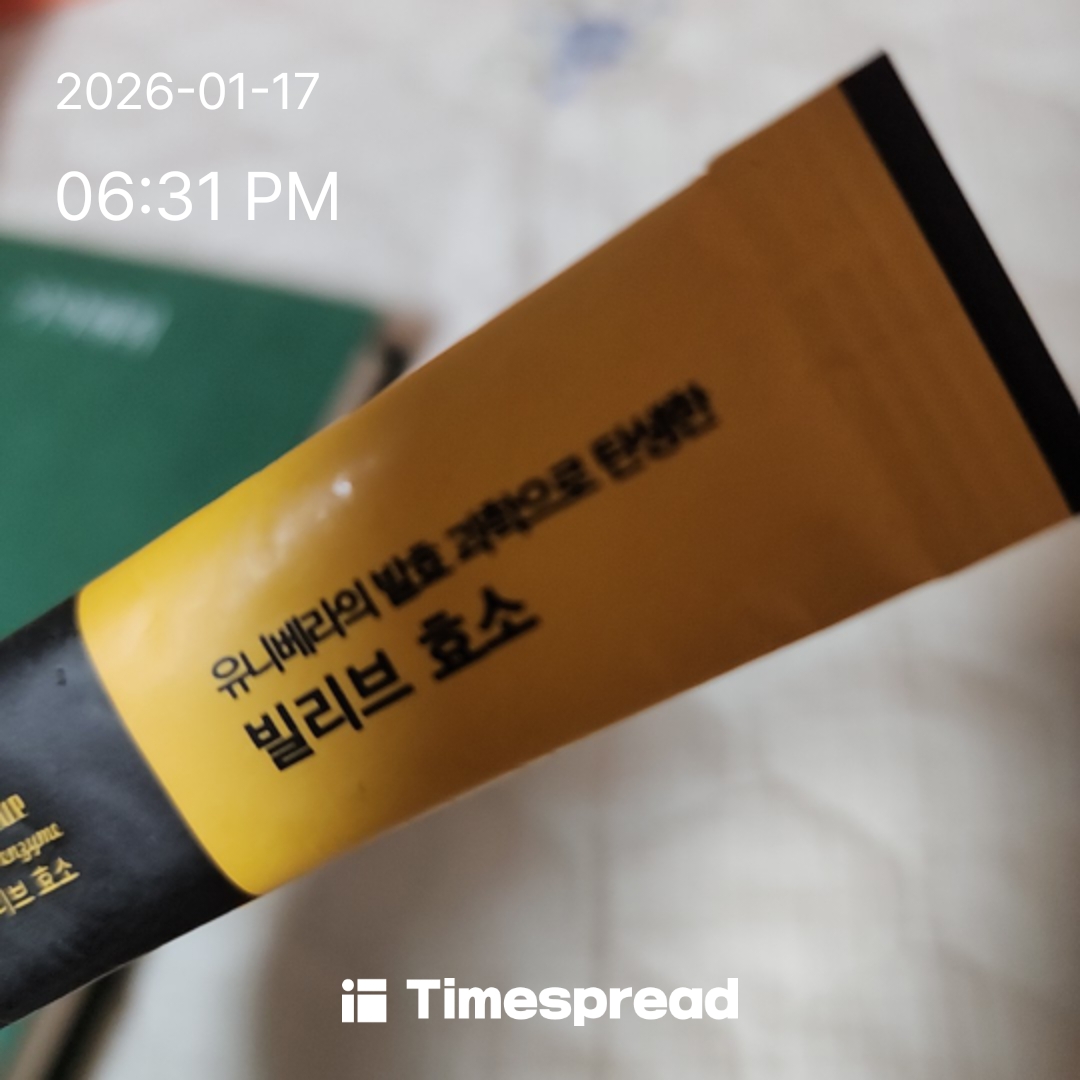 2026-01-17
06:31 PM
유니베라의 발효 과학으로 탄생한
빌리브 효소
enzyme
브 효소
Timespread